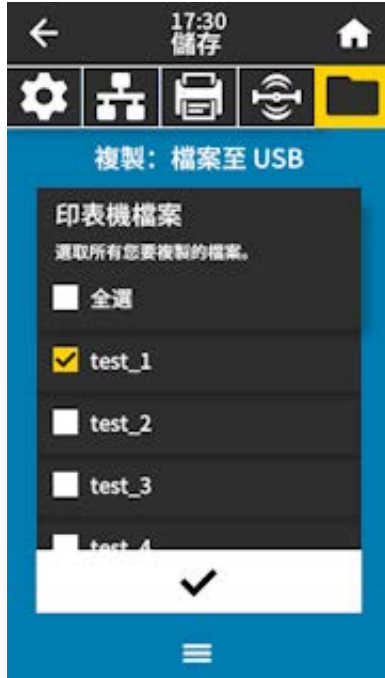 17:30
儲存
複製：檔案至 USB
印表機檔案
選取所有您要複製的檔案。
全選
test_1
test_2
test_3
test_4